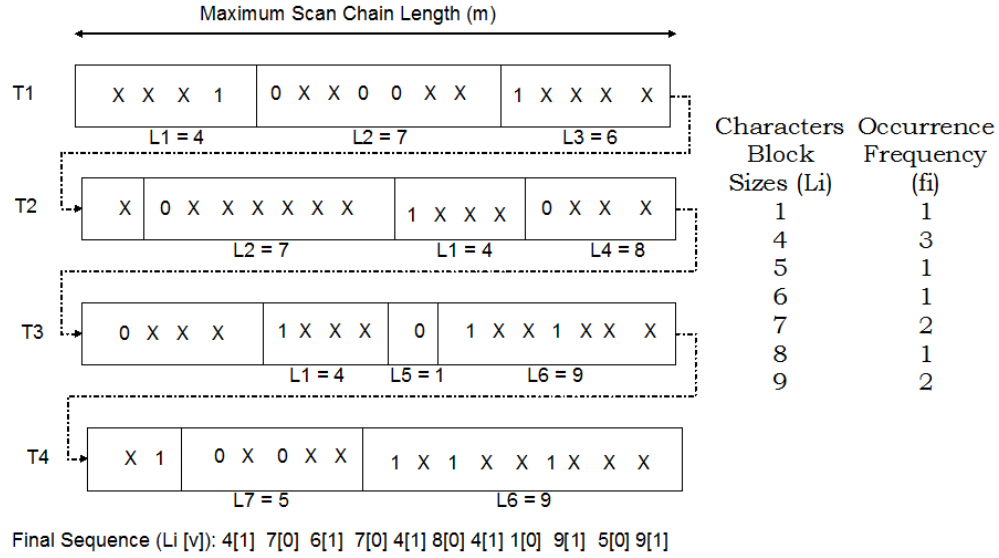 Maximum Scan Chain Length (m)
T1
X X X 1 0 X X 0 0 X X 1 X X X X
L1 = 4 L2 = 7 L3 = 6
T2
X 0 X X X X X X 1 X X X 0 X X X
L2 = 7 L1 = 4 L4 = 8
T3
0 X X X 1 X X X 0 1 X X 1 X X X
L1 = 4 L5 = 1 L6 = 9
T4
X 1 0 X 0 X X 1 X 1 X X 1 X X X
L7 = 5 L6 = 9
Final Sequence (Li [v]): 4[1] 7[0] 6[1] 7[0] 4[1] 8[0] 4[1] 1[0] 9[1] 5[0] 9[1]
Characters Occurrence
Block Frequency
Sizes (Li) (fi)
1 1
4 3
5 1
6 1
7 2
8 1
9 2